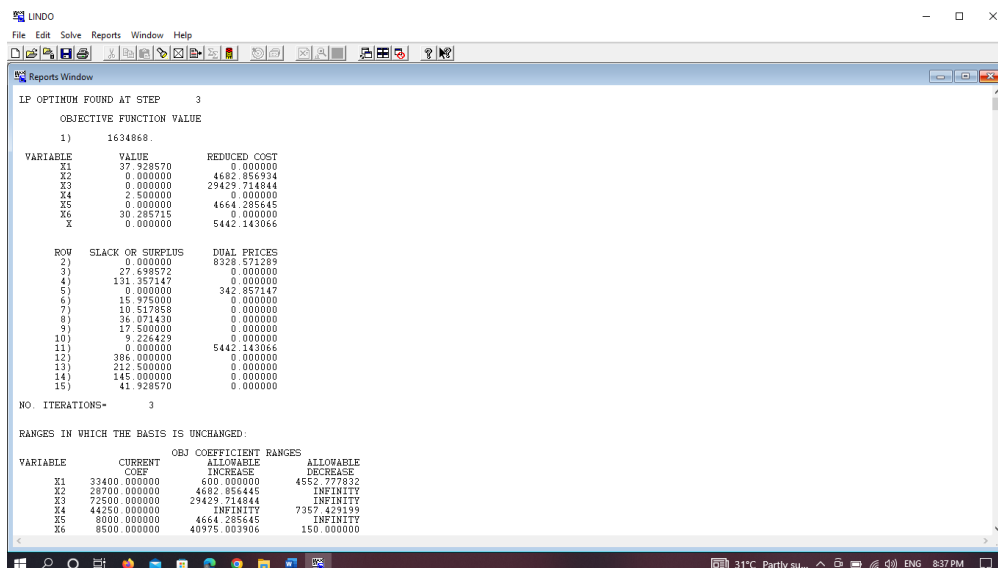 LINDO
File Edit Solve Reports Window Help
Reports Window
LP OPTIMUM FOUND AT STEP 3
OBJECTIVE FUNCTION VALUE
1) 1634868.
VARIABLE VALUE REDUCED COST
X1 37.928570 0.000000
X2 0.000000 4682.856934
X3 0.000000 29429.714844
X4 2.500000 0.000000
X5 0.000000 4664.285645
X6 30.285715 0.000000
X 0.000000 5442.143066
ROW SLACK OR SURPLUS DUAL PRICES
2) 0.000000 8328.571289
3) 27.698572 0.000000
4) 131.357147 0.000000
5) 0.000000 342.857147
6) 15.975000 0.000000
7) 10.517858 0.000000
8) 36.071430 0.000000
9) 17.500000 0.000000
10) 9.226429 0.000000
11) 0.000000 5442.143066
12) 386.000000 0.000000
13) 212.500000 0.000000
14) 145.000000 0.000000
15) 41.928570 0.000000
NO. ITERATIONS= 3
RANGES IN WHICH THE BASIS IS UNCHANGED:
OBJ COEFFICIENT RANGES
VARIABLE CURRENT ALLOWABLE ALLOWABLE
COEF INCREASE DECREASE
X1 33400.000000 600.000000 4552.777832
X2 28700.000000 4682.856445 INFINITY
X3 72500.000000 29429.714844 INFINITY
X4 44250.000000 INFINITY 7357.429199
X5 8000.000000 4664.285645 INFINITY
X6 8500.000000 40975.003906 150.000000
31°C Partly su... ENG 8:37 PM